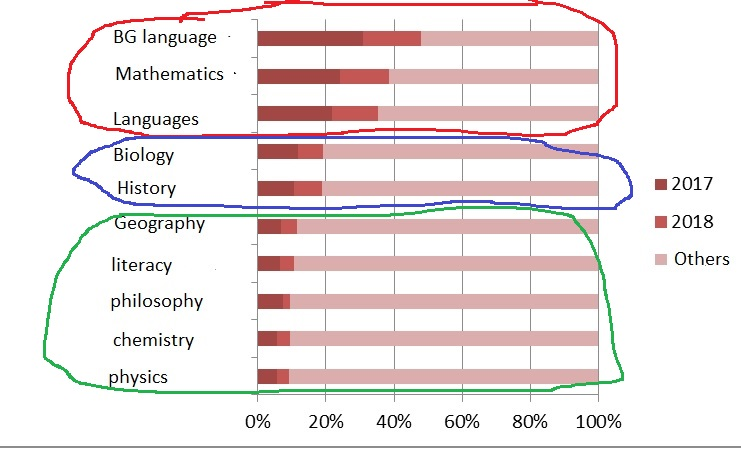 BG language
Mathematics
Languages
Biology
History
Geography
literacy
philosophy
chemistry
physics
0% 20% 40% 60% 80% 100%
2017
2018
Others